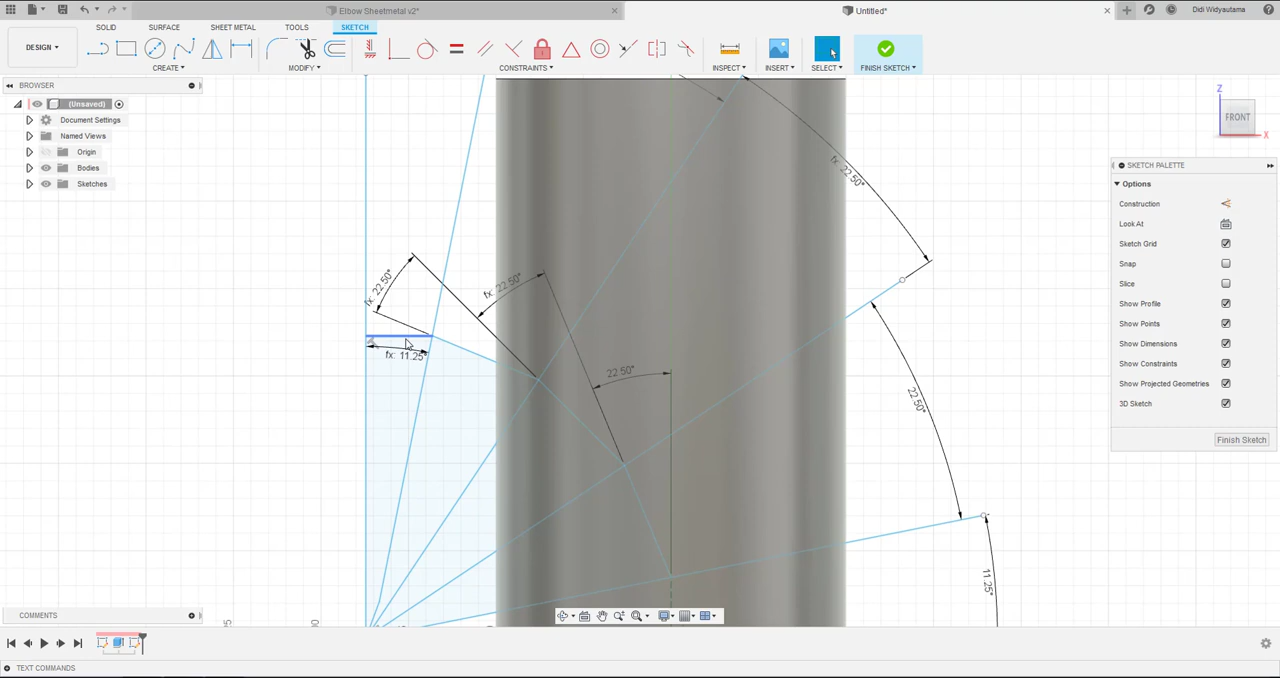 Elbow Sheetmetal v2*
Untitled*
Didi Widyautama
DESIGN
SOLID
SURFACE
SHEET METAL
TOOLS
SKETCH
CREATE
MODIFY
CONSTRAINTS
INSPECT
INSERT
SELECT
FINISH SKETCH
BROWSER
(Unsaved)
Document Settings
Named Views
Origin
Bodies
Sketches
Z
FRONT
X
SKETCH PALETTE
Options
Construction
Look At
Sketch Grid
Snap
Slice
Show Profile
Show Points
Show Dimensions
Show Constraints
Show Projected Geometries
3D Sketch
Finish Sketch
fx: 22.50°
fx: 22.50°
fx: 22.50°
fx: 11.25°
22.50°
22.50°
11.25°
COMMENTS
TEXT COMMANDS